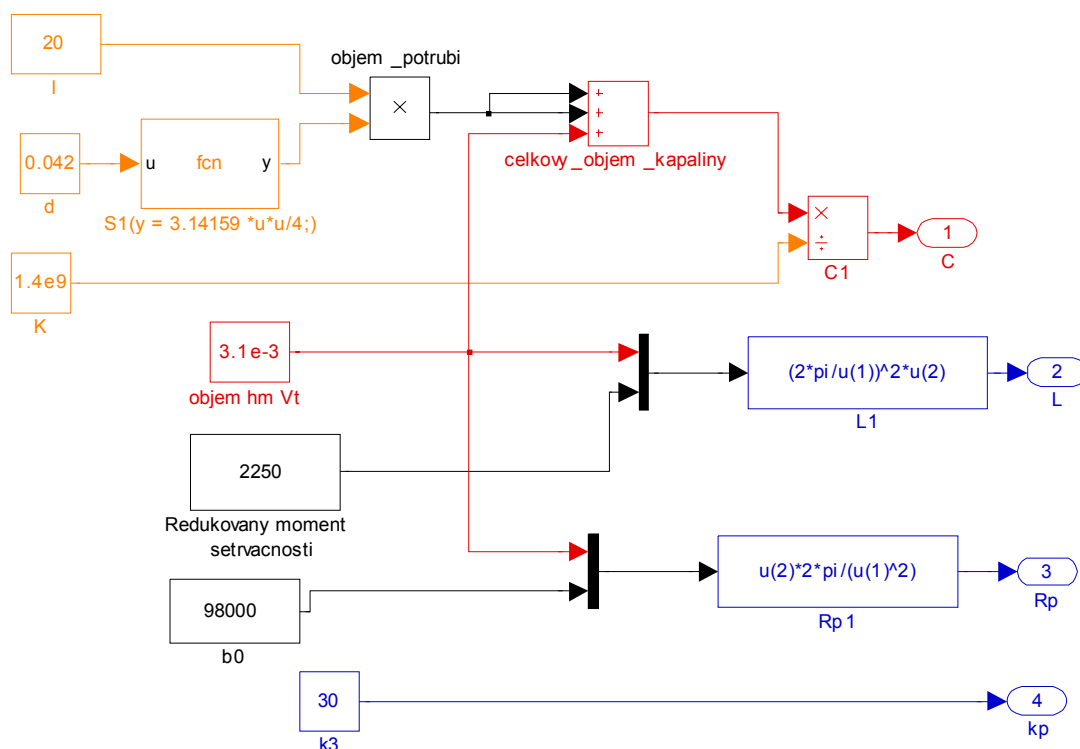 20
l
objem _potrubi
×
+
+
+
celkovy _objem _kapaliny
0.042
d
u
fcn
y
S1(y = 3.14159 *u*u/4;)
×
÷
C1
1
C
1.4e9
K
3.1e-3
objem hm Vt
(2*pi/u(1))^2*u(2)
L1
2
L
2250
Redukovany moment
setrvacnosti
u(2)*2*pi/(u(1)^2)
Rp1
3
Rp
98000
b0
30
k3
4
kp